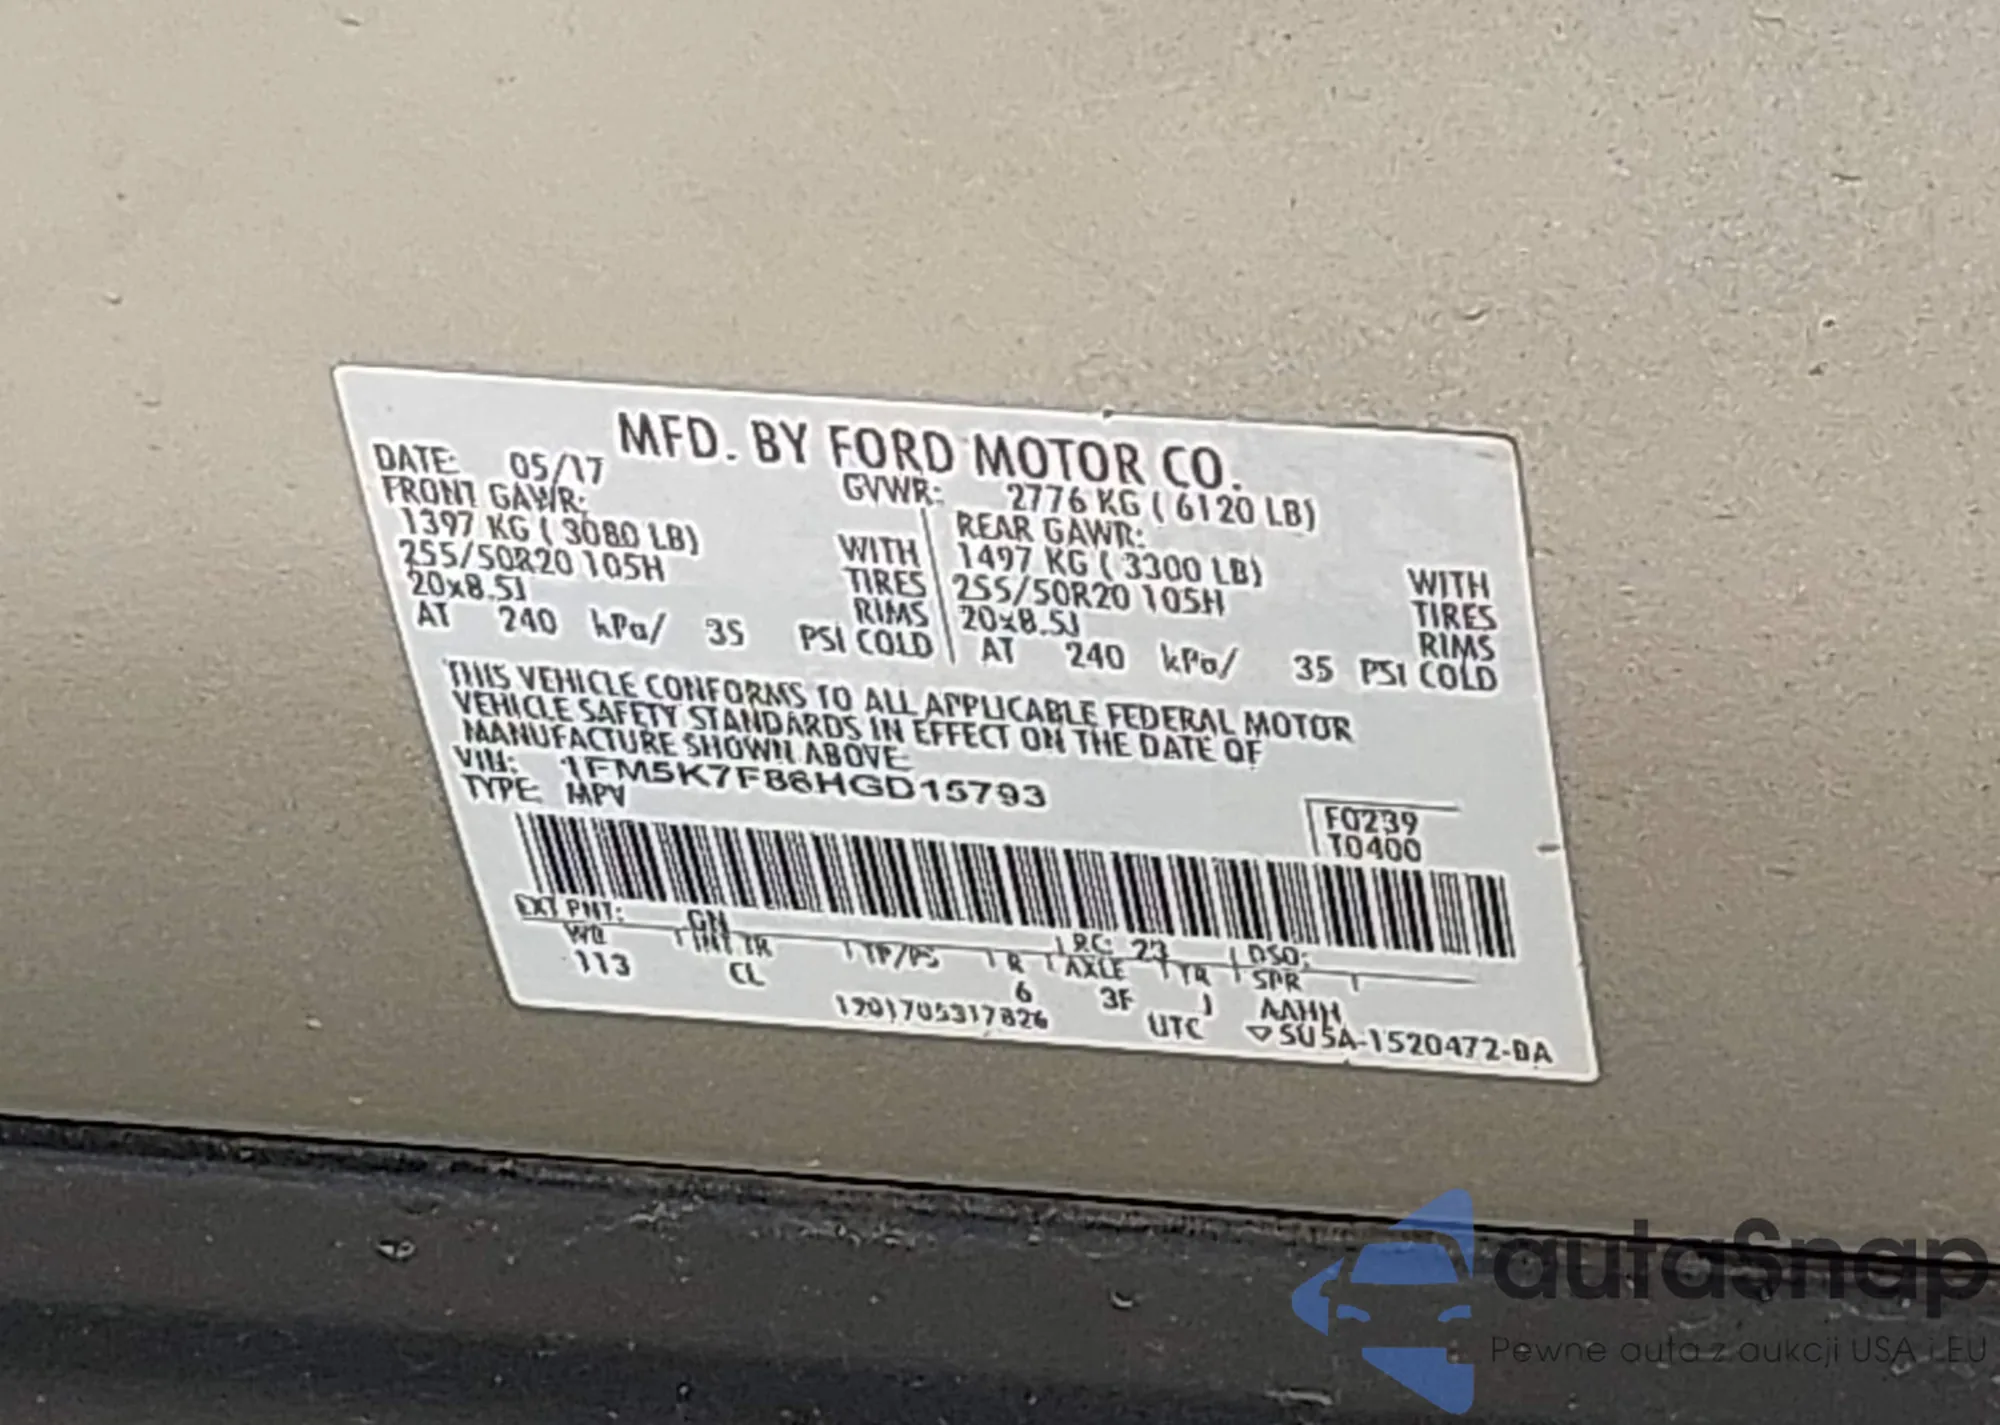 MFD. BY FORD MOTOR CO.
DATE: 05/17 GVWR: 2776 KG ( 6120 LB)
FRONT GAWR: REAR GAWR:
1397 KG ( 3080 LB) WITH 1497 KG ( 3300 LB) WITH
255/50R20 105H TIRES 255/50R20 105H TIRES
20x8.5J RIMS 20x8.5J RIMS
AT 240 kPa/ 35 PSI COLD AT 240 kPa/ 35 PSI COLD
THIS VEHICLE CONFORMS TO ALL APPLICABLE FEDERAL MOTOR
VEHICLE SAFETY STANDARDS IN EFFECT ON THE DATE OF
MANUFACTURE SHOWN ABOVE
VIN: 1FM5K7F86HGD15793
TYPE: MPV
F0239
T0400
EXT PNT: GN RC: 23 DSO:
WB INT TR TP/PS R AXLE TR SPR
113 CL 6 3F J AAHH
UTC ▽5U5A-1520472-DA
autaSnap
Pewne auta z aukcji USA i EU